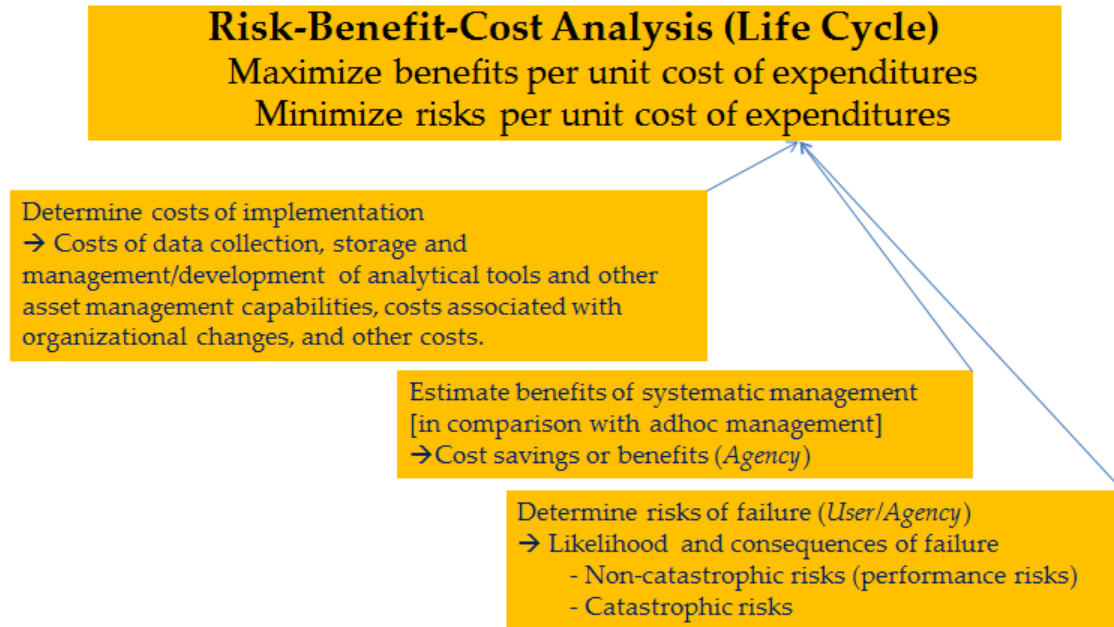 Risk-Benefit-Cost Analysis (Life Cycle)
Maximize benefits per unit cost of expenditures
Minimize risks per unit cost of expenditures
Determine costs of implementation
→ Costs of data collection, storage and
management/development of analytical tools and other
asset management capabilities, costs associated with
organizational changes, and other costs.
Estimate benefits of systematic management
[in comparison with adhoc management]
→Cost savings or benefits (Agency)
Determine risks of failure (User/Agency)
→ Likelihood and consequences of failure
- Non-catastrophic risks (performance risks)
- Catastrophic risks